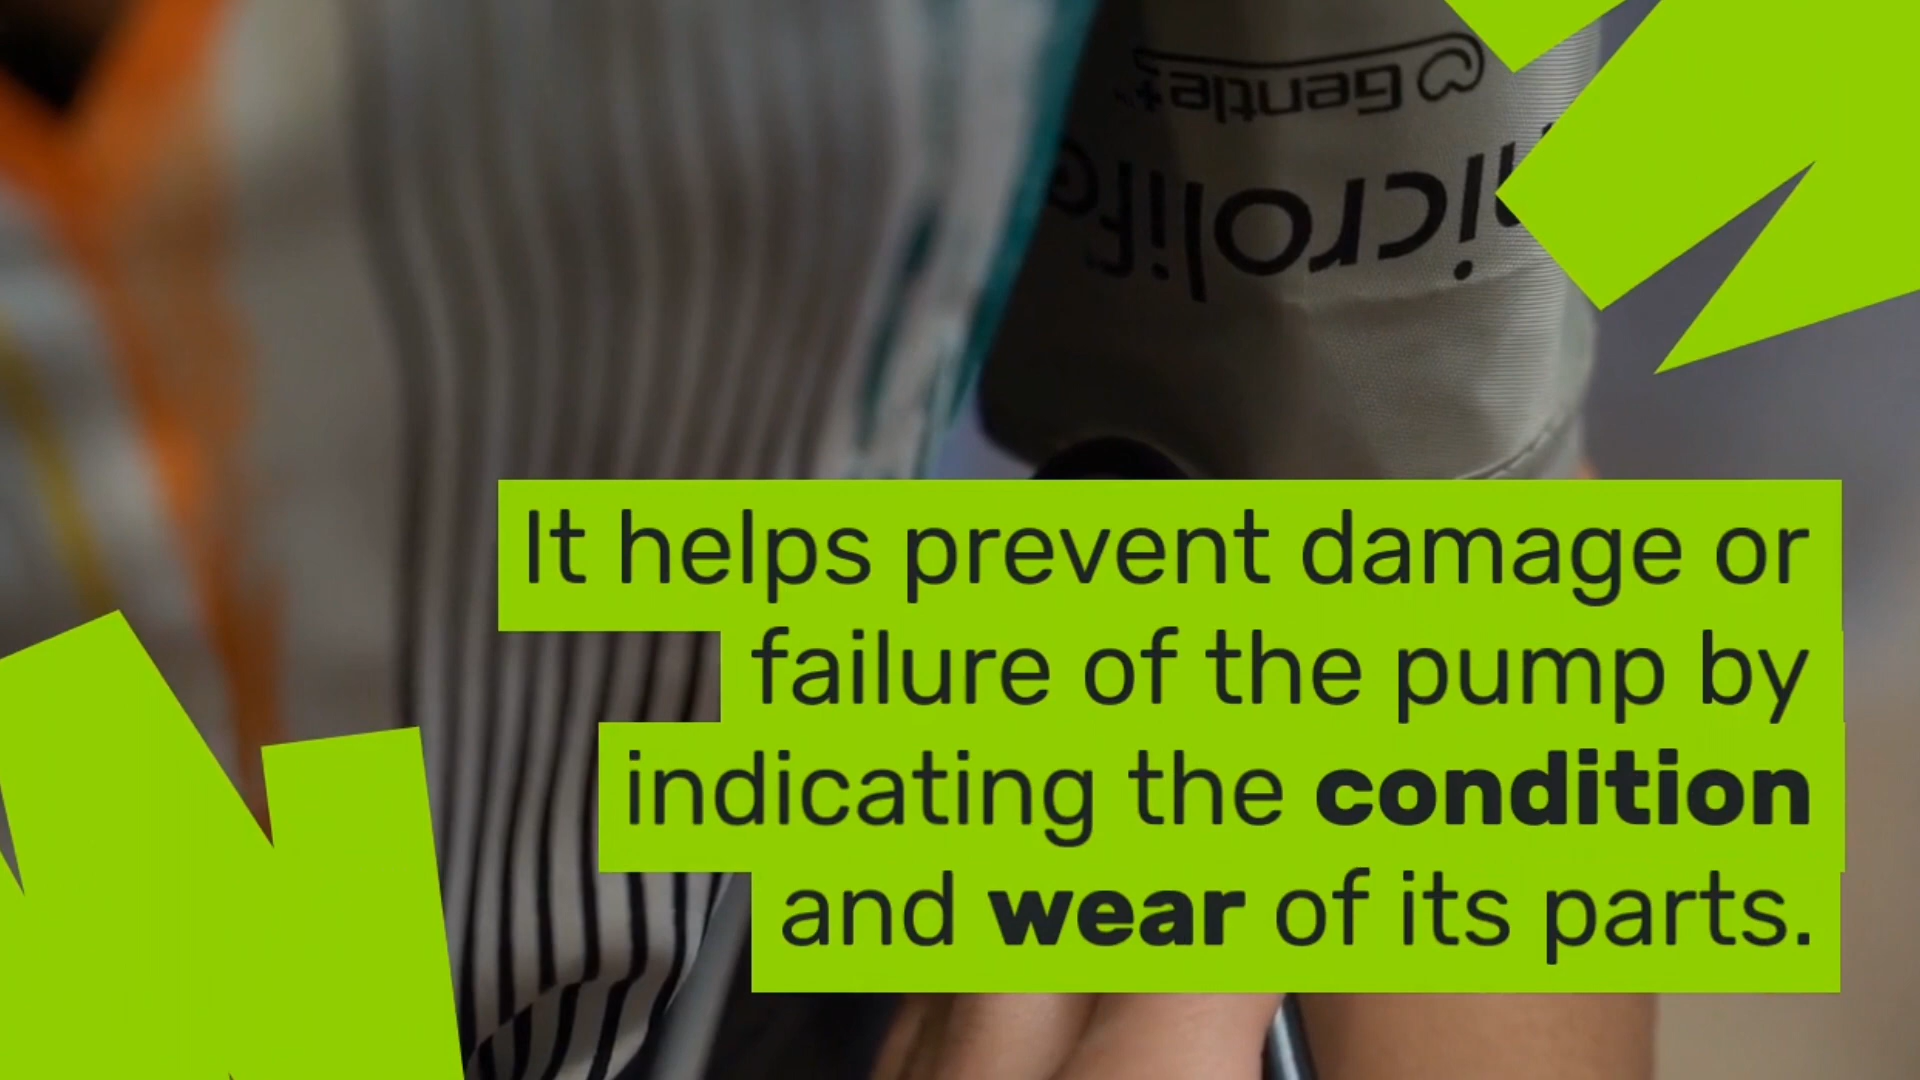 Gentle+
microlife
It helps prevent damage or
failure of the pump by
indicating the condition
and wear of its parts.